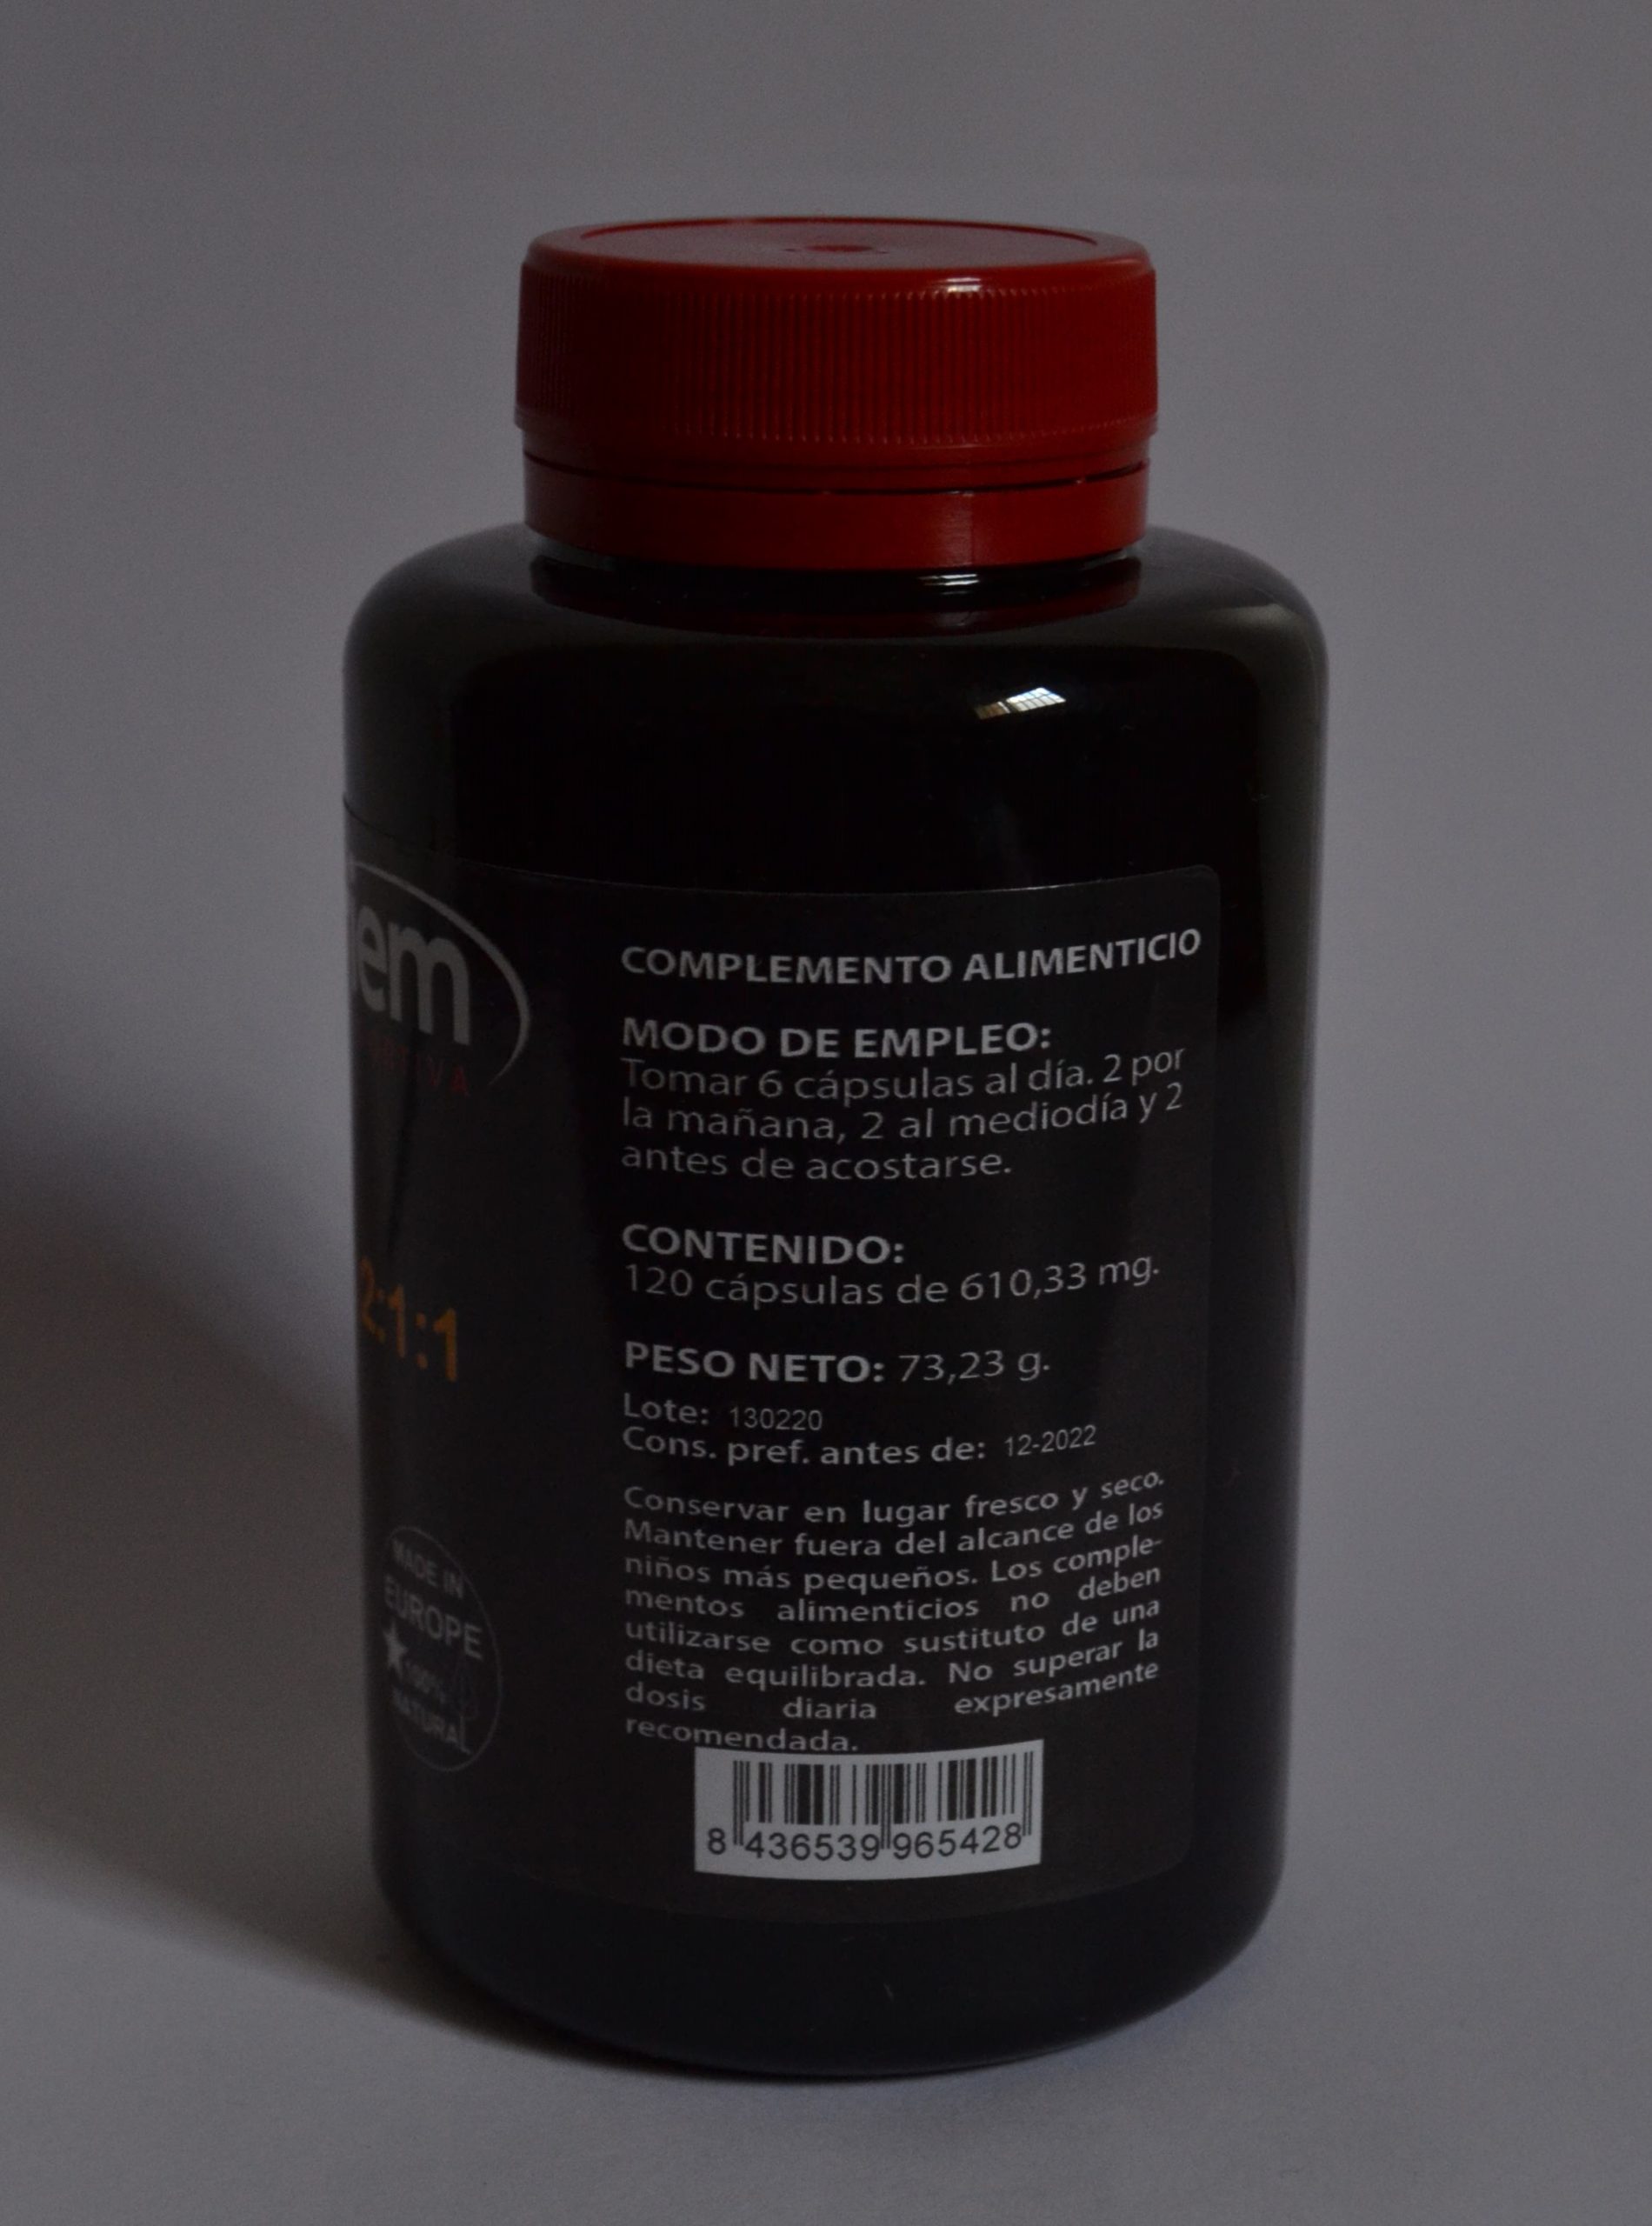 em
COMPLEMENTO ALIMENTICIO
MODO DE EMPLEO:
Tomar 6 cápsulas al día. 2 por
la mañana, 2 al mediodía y 2
antes de acostarse.
CONTENIDO:
120 cápsulas de 610,33 mg.
PESO NETO: 73,23 g.
Lote: 130220
Cons. pref. antes de: 12-2022
Conservar en lugar fresco y seco.
Mantener fuera del alcance de los
niños más pequeños. Los comple-
mentos alimenticios no deben
utilizarse como sustituto de una
dieta equilibrada. No superar la
dosis diaria expresamente
recomendada.
8 436539 965428
2:1:1
MADE IN
EUROPE
100%
NATURAL